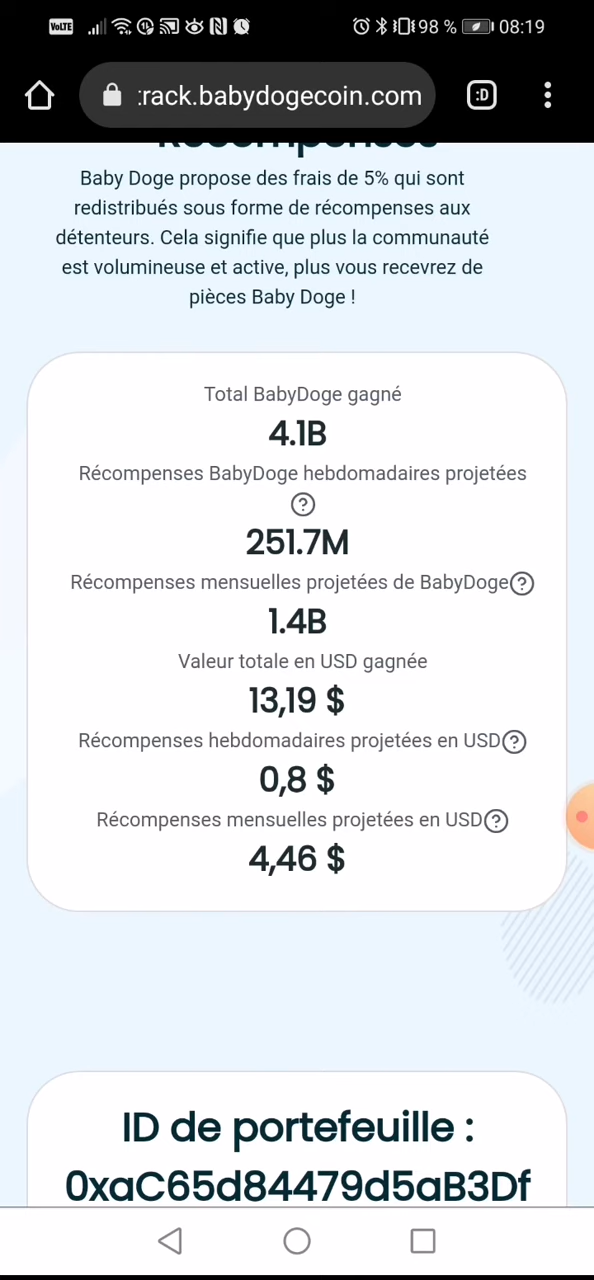 VoLTE 98 % 08:19
:rack.babydogecoin.com :D
Récompenses
Baby Doge propose des frais de 5% qui sont
redistribués sous forme de récompenses aux
détenteurs. Cela signifie que plus la communauté
est volumineuse et active, plus vous recevrez de
pièces Baby Doge !
Total BabyDoge gagné
4.1B
Récompenses BabyDoge hebdomadaires projetées
?
251.7M
Récompenses mensuelles projetées de BabyDoge?
1.4B
Valeur totale en USD gagnée
13,19 $
Récompenses hebdomadaires projetées en USD?
0,8 $
Récompenses mensuelles projetées en USD?
4,46 $
ID de portefeuille :
0xaC65d84479d5aB3Df